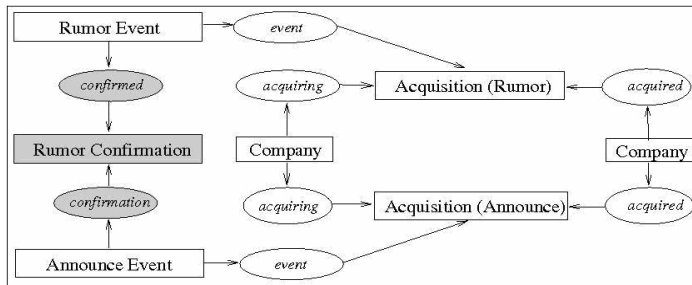 Rumor Event
event
confirmed
acquiring
Acquisition (Rumor)
acquired
Rumor Confirmation
Company
Company
confirmation
acquiring
Acquisition (Announce)
acquired
Announce Event
event